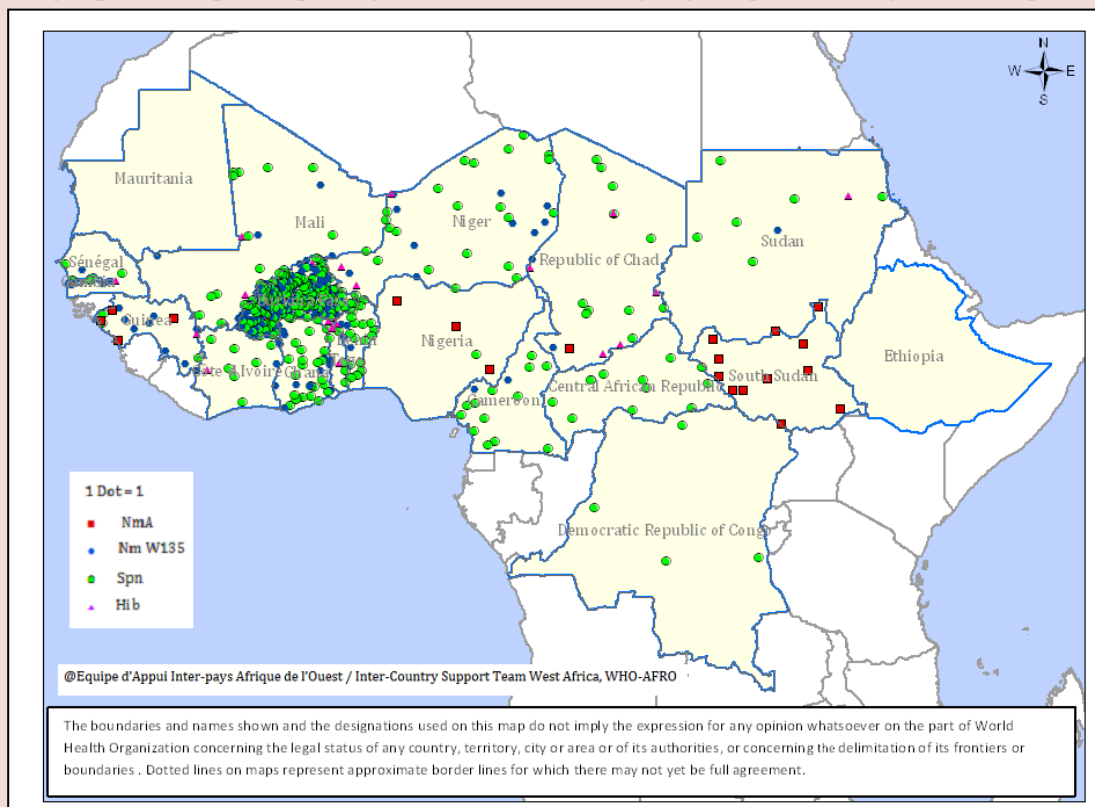 N
W E
S
Mauritania
Mali
Niger
Sudan
Sénégal
Republic of Chad
Guinea
Nigeria
Ethiopia
Côte d'Ivoire
Ghana
Togo
South Sudan
Central African Republic
Cameroon
Democratic Republic of Congo
1 Dot = 1
NmA
Nm W135
Spn
Hib
@Equipe d'Appui Inter-pays Afrique de l'Ouest / Inter-Country Support Team West Africa, WHO-AFRO
The boundaries and names shown and the designations used on this map do not imply the expression for any opinion whatsoever on the part of World
Health Organization concerning the legal status of any country, territory, city or area or of its authorities, or concerning the delimitation of its frontiers or
boundaries . Dotted lines on maps represent approximate border lines for which there may not yet be full agreement.